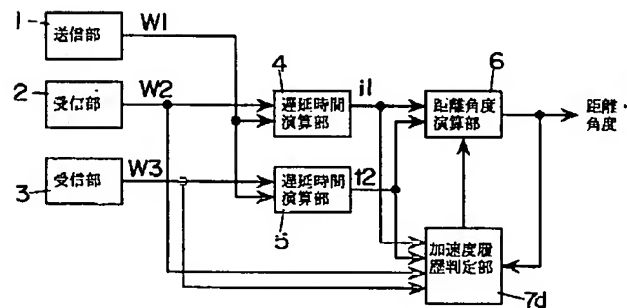 1
送信部
W1
2
受信部
W2
3
受信部
W3
4
遅延時間
演算部
i1
5
遅延時間
演算部
t2
6
距離角度
演算部
距離・
角度
加速度履
歴判定部
7d